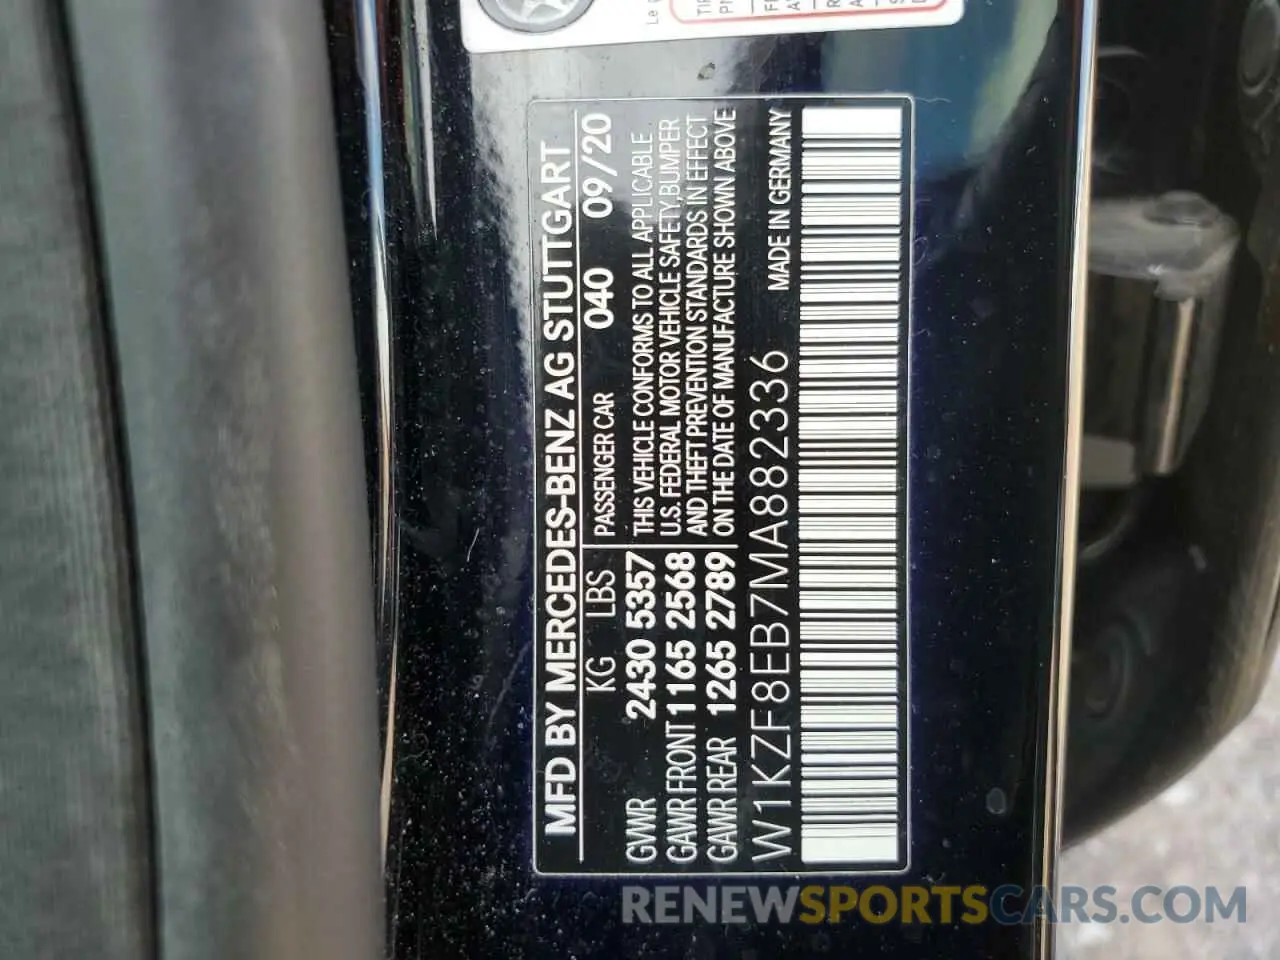 MFD BY MERCEDES-BENZ AG STUTTGART
KG LBS PASSENGER CAR 040 09/20
GVWR 2430 5357 THIS VEHICLE CONFORMS TO ALL APPLICABLE
GAWR FRONT 1165 2568 U.S. FEDERAL MOTOR VEHICLE SAFETY, BUMPER
AND THEFT PREVENTION STANDARDS IN EFFECT
GAWR REAR 1265 2789 ON THE DATE OF MANUFACTURE SHOWN ABOVE
W1KZF8EB7MA882336 MADE IN GERMANY
RENEWSPORTSCARS.COM